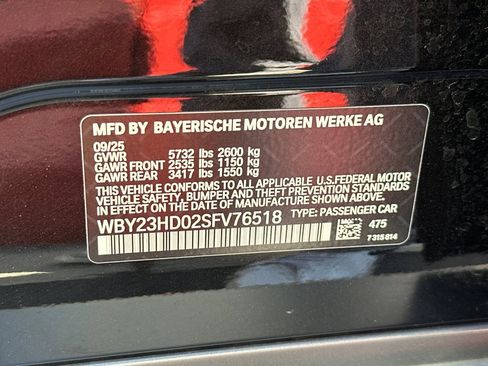 MFD BY BAYERISCHE MOTOREN WERKE AG
09/25
GVWR 5732 lbs 2600 kg
GAWR FRONT 2535 lbs 1150 kg
GAWR REAR 3417 lbs 1550 kg
THIS VEHICLE CONFORMS TO ALL APPLICABLE U.S.FEDERAL MOTOR
VEHICLE SAFETY, BUMPER AND THEFT PREVENTION STANDARDS
IN EFFECT ON THE DATE OF MANUFACTURE SHOWN ABOVE.
WBY23HD02SFV76518 TYPE: PASSENGER CAR
475
7315814